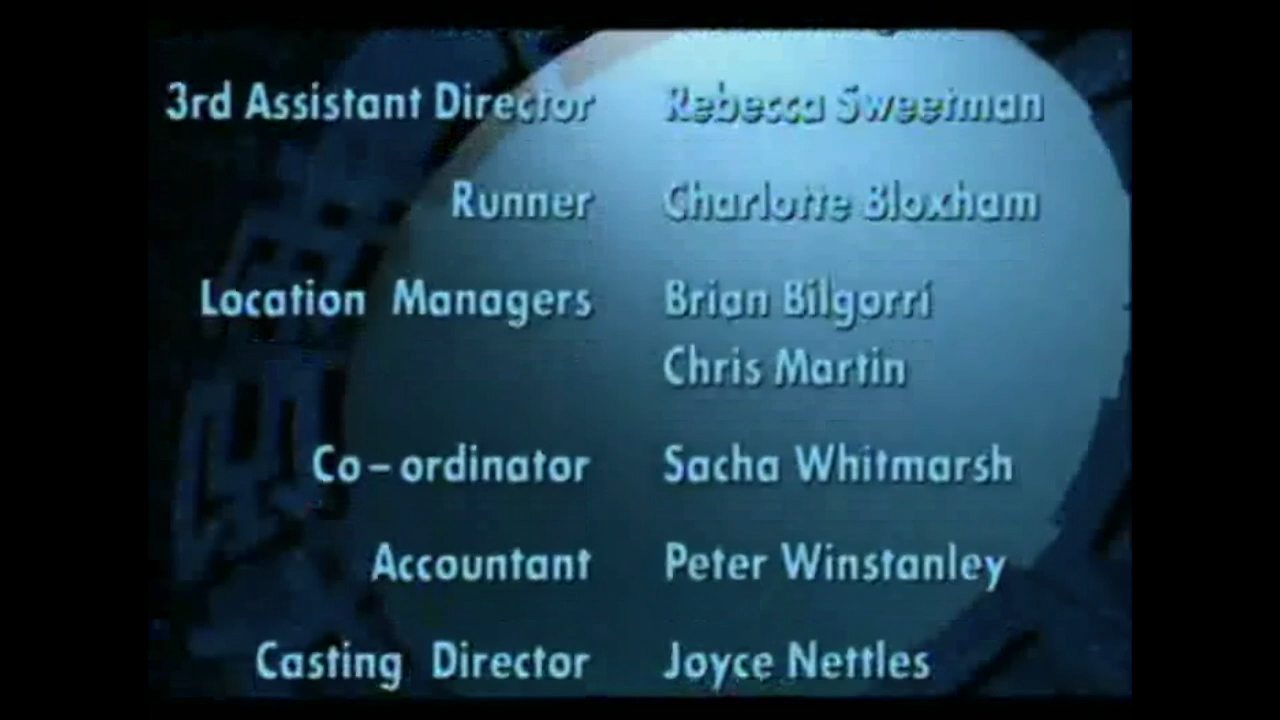 3rd Assistant Director Rebecca Sweetman
Runner Charlotte Bloxham
Location Managers Brian Bilgorri
Chris Martin
Co-ordinator Sacha Whitmarsh
Accountant Peter Winstanley
Casting Director Joyce Nettles